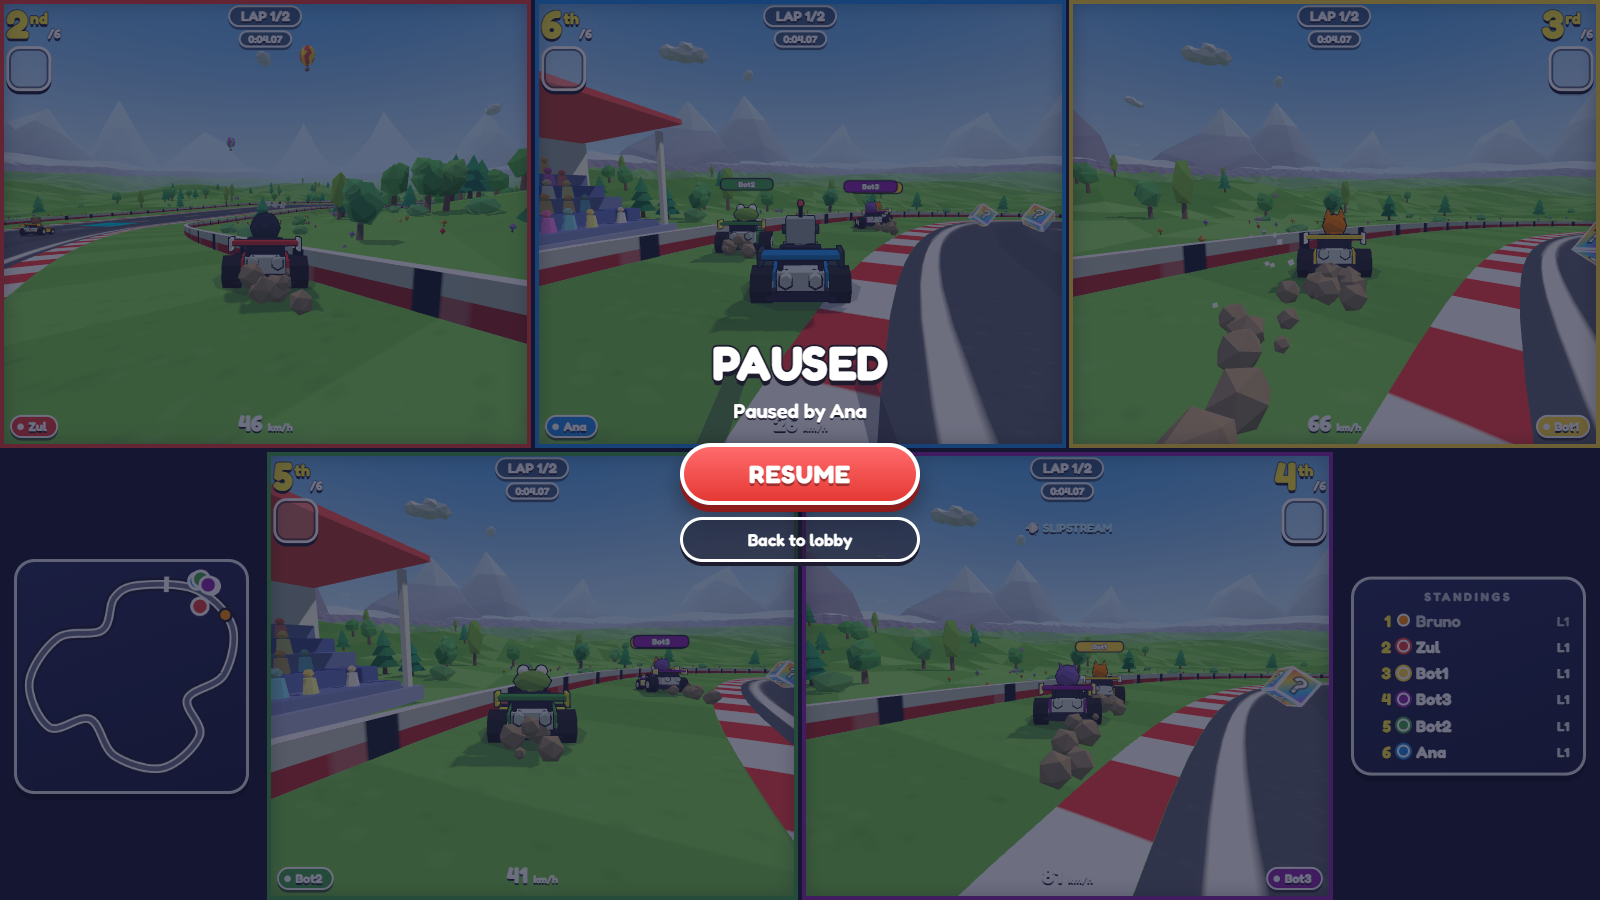 2nd /6
LAP 1/2
0:04.07
6th /6
LAP 1/2
0:04.07
LAP 1/2
0:04.07
3rd /6
Bot2
Bot3
? ?
Zul
46 km/h
Ana
km/h
66 km/h
Bot1
PAUSED
Paused by Ana
RESUME
Back to lobby
5th /6
LAP 1/2
0:04.07
LAP 1/2
0:04.07
4th /6
SLIPSTREAM
Bot3
Bot1
?
Bot2
41 km/h
81 km/h
Bot3
STANDINGS
1 Bruno L1
2 Zul L1
3 Bot1 L1
4 Bot3 L1
5 Bot2 L1
6 Ana L1